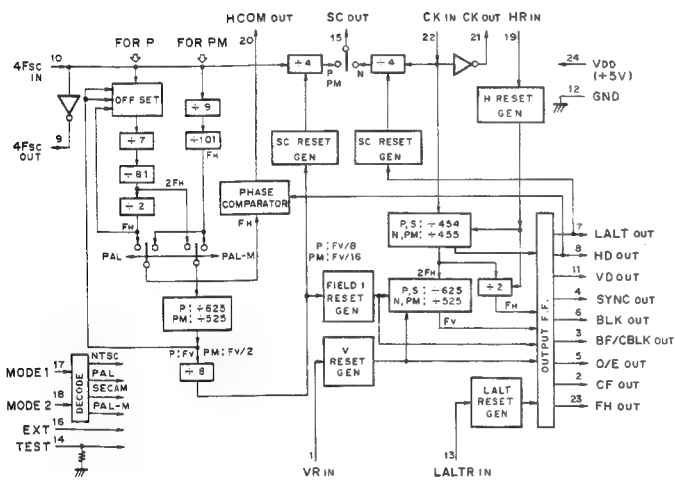 HCOM OUT
SC OUT
CK IN CK OUT HR IN
FOR P
FOR PM
20
15
22
21
19
4FSC IN
10
÷4
P
PM
N
÷4
24
VDD (+5V)
12
GND
OFFSET
÷9
H RESET GEN
4FSC OUT
9
÷7
÷101
FH
SC RESET GEN
SC RESET GEN
÷81
2FH
÷2
FH
PHASE COMPARATOR
FH
P,S: ÷454
N,PM: ÷455
7
LALT OUT
8
HD OUT
PAL
PAL-M
P: FV/8
PM: FV/16
2FH
÷2
FH
11
VD OUT
P: ÷625
PM: ÷525
FIELD 1 RESET GEN
P,S: ÷625
N,PM: ÷525
FV
OUTPUT F.F.
4
SYNC OUT
6
BLK OUT
3
BF/CBLK OUT
P: FV
PM: FV/2
V RESET GEN
5
O/E OUT
÷8
2
CF OUT
LALT RESET GEN
23
FH OUT
MODE 1
17
MODE 2
18
DECODE
NTSC
PAL
SECAM
PAL-M
EXT
16
TEST
14
1
VR IN
13
LALTR IN